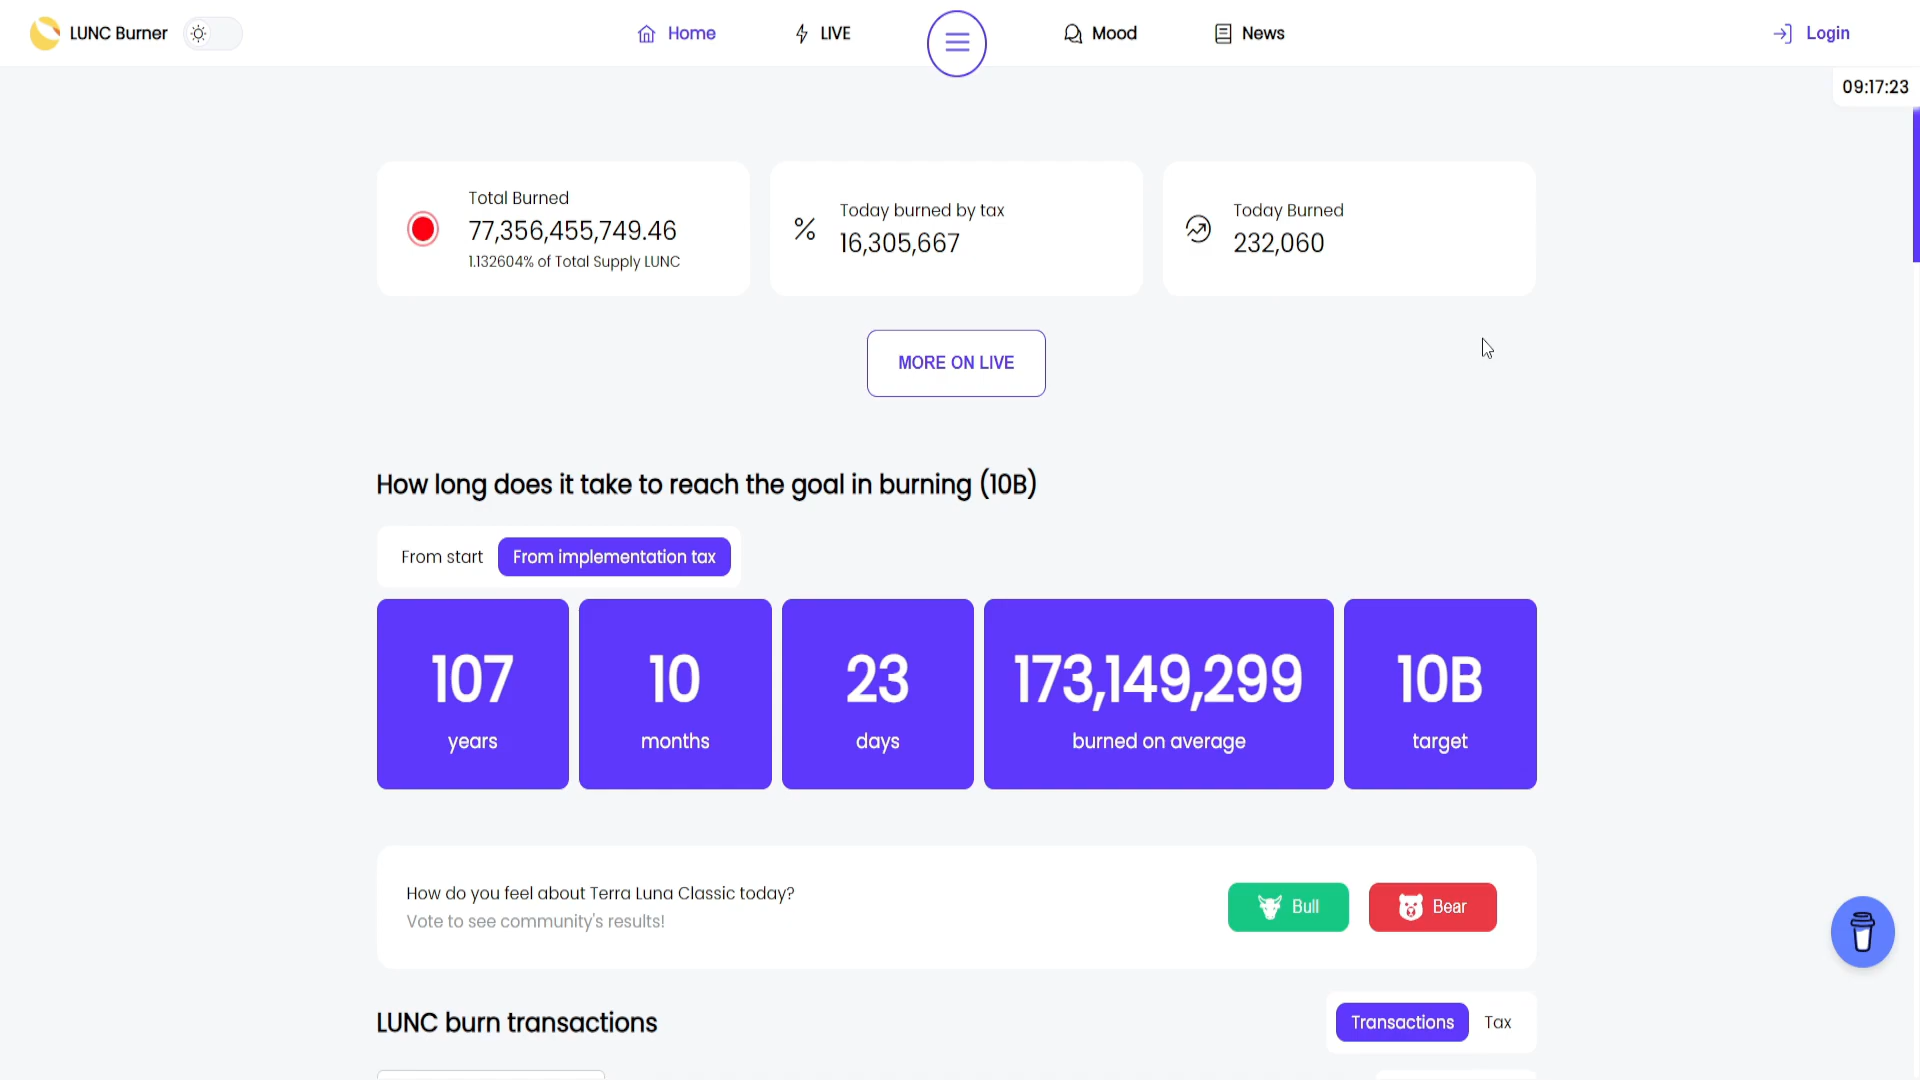 LUNC Burner
Home
LIVE
Mood
News
Login
09:17:23
Total Burned
77,356,455,749.46
1.132604% of Total Supply LUNC
Today burned by tax
16,305,667
Today Burned
232,060
MORE ON LIVE
How long does it take to reach the goal in burning (10B)
From start
From implementation tax
107
years
10
months
23
days
173,149,299
burned on average
10B
target
How do you feel about Terra Luna Classic today?
Vote to see community's results!
Bull
Bear
LUNC burn transactions
Transactions
Tax